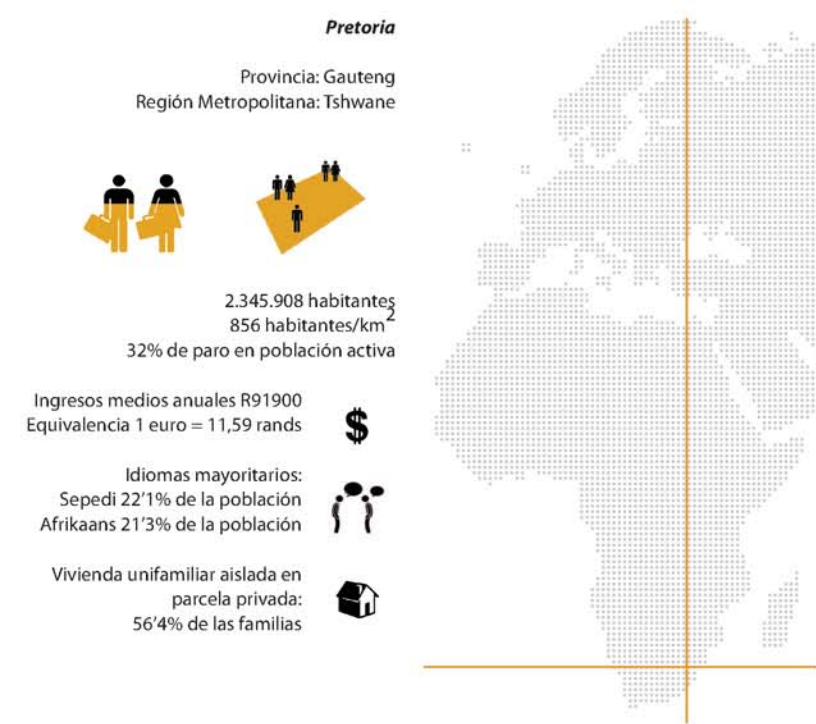 Pretoria
Provincia: Gauteng
Región Metropolitana: Tshwane
2.345.908 habitantes
856 habitantes/km2
32% de paro en población activa
Ingresos medios anuales R91900
Equivalencia 1 euro = 11,59 rands
$
Idiomas mayoritarios:
Sepedi 22'1% de la población
Afrikaans 21'3% de la población
Vivienda unifamiliar aislada en
parcela privada:
56'4% de las familias